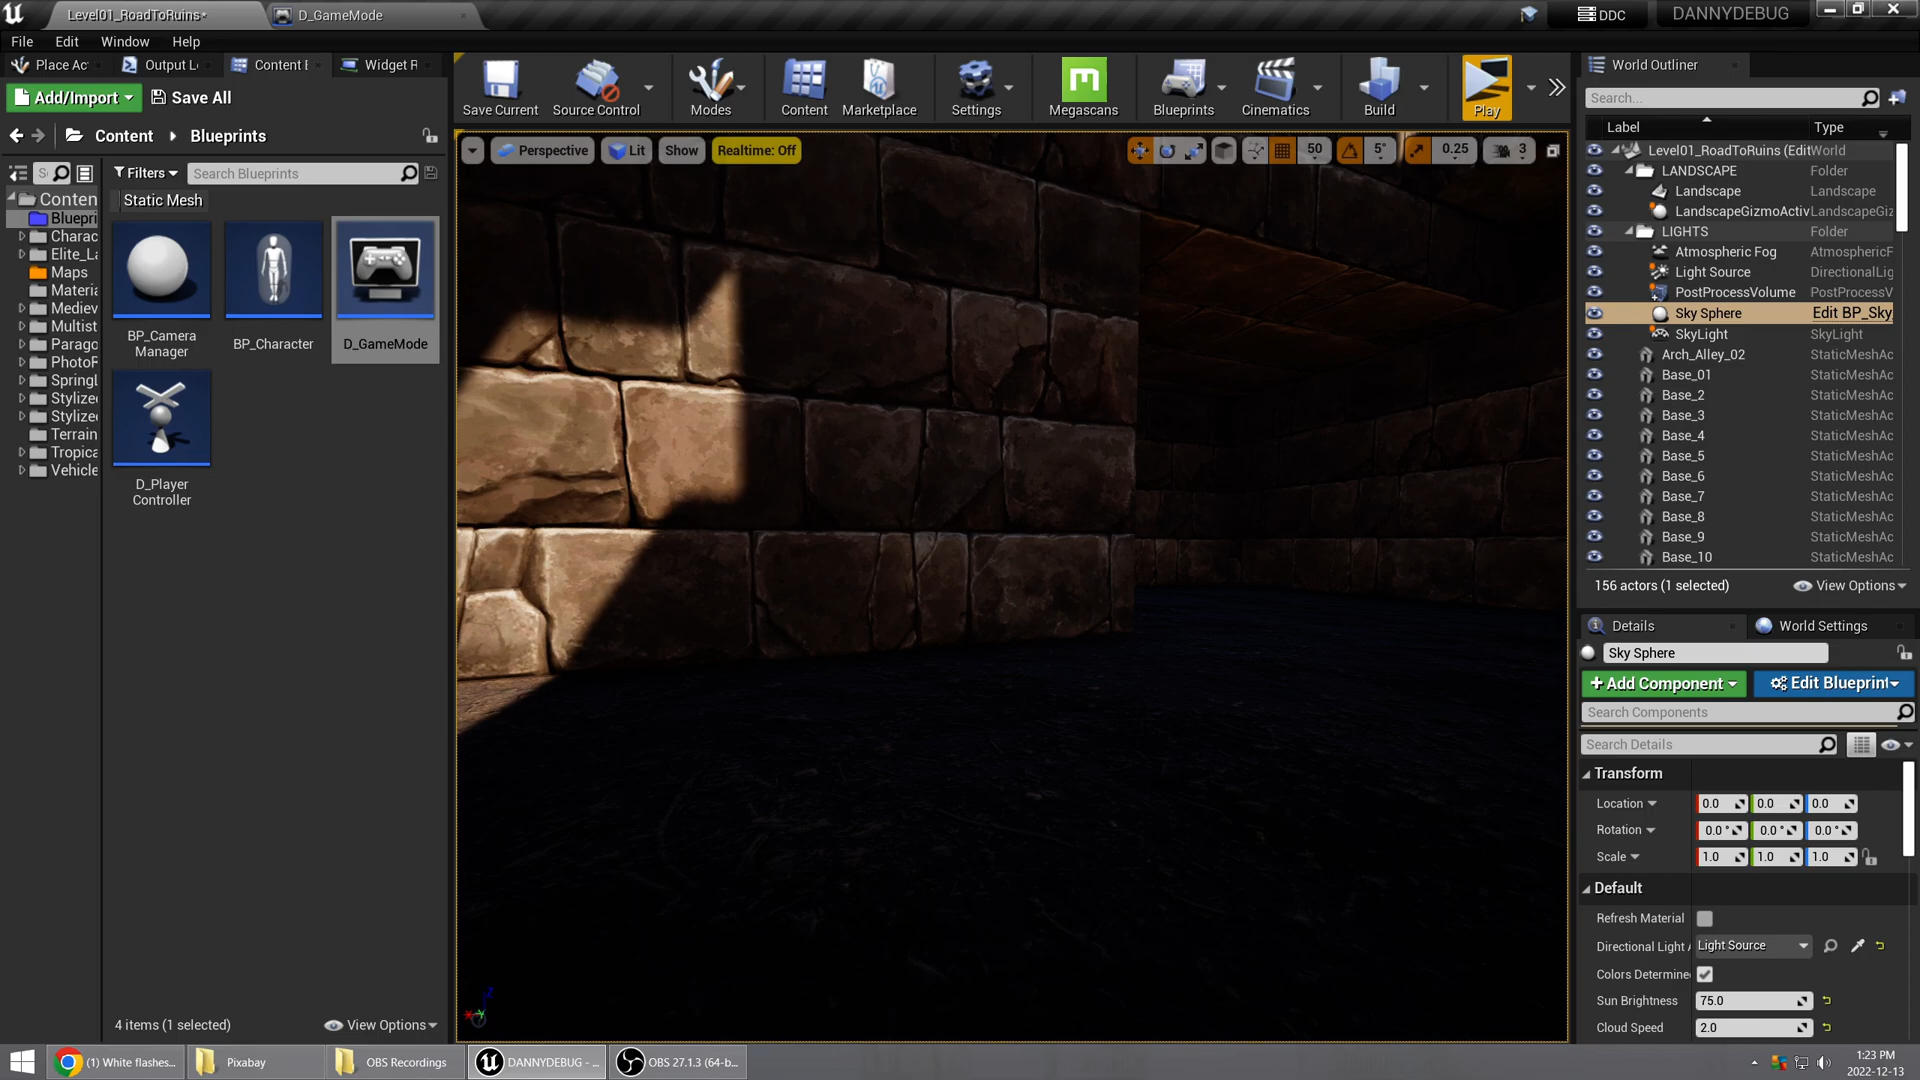 Level01_RoadToRuins*
D_GameMode
DDC
DANNYDEBUG
File Edit Window Help
Place Ac
Output L
Content B
Widget R
Add/Import
Save All
Content
Blueprints
Filters
Search Blueprints
Static Mesh
Conten
Bluepri
Charac
Elite_La
Maps
Materia
Mediev
Multist
Parago
PhotoR
SpringL
Stylize
Stylize
Terrain
Tropica
Vehicle
BP_Camera
Manager
BP_Character
D_GameMode
D_Player
Controller
4 items (1 selected)
View Options
Save Current
Source Control
Modes
Content
Marketplace
Settings
Megascans
Blueprints
Cinematics
Build
Play
Perspective
Lit
Show
Realtime: Off
50
5°
0.25
3
World Outliner
Search...
Label
Type
Level01_RoadToRuins (Edit
World
LANDSCAPE
Folder
Landscape
Landscape
LandscapeGizmoActiv
LandscapeGiz
LIGHTS
Folder
Atmospheric Fog
AtmosphericF
Light Source
DirectionalLig
PostProcessVolume
PostProcessV
Sky Sphere
Edit BP_Sky
SkyLight
SkyLight
Arch_Alley_02
StaticMeshAc
Base_01
StaticMeshAc
Base_2
StaticMeshAc
Base_3
StaticMeshAc
Base_4
StaticMeshAc
Base_5
StaticMeshAc
Base_6
StaticMeshAc
Base_7
StaticMeshAc
Base_8
StaticMeshAc
Base_9
StaticMeshAc
Base_10
StaticMeshAc
156 actors (1 selected)
View Options
Details
World Settings
Sky Sphere
Add Component
Edit Blueprint
Search Components
Search Details
Transform
Location
0.0 0.0 0.0
Rotation
0.0 ° 0.0 ° 0.0 °
Scale
1.0 1.0 1.0
Default
Refresh Material
Directional Light A
Light Source
Colors Determine
Sun Brightness
75.0
Cloud Speed
2.0
(1) White flashes...
Pixabay
OBS Recordings
DANNYDEBUG - ...
OBS 27.1.3 (64-b...
1:23 PM
2022-12-13